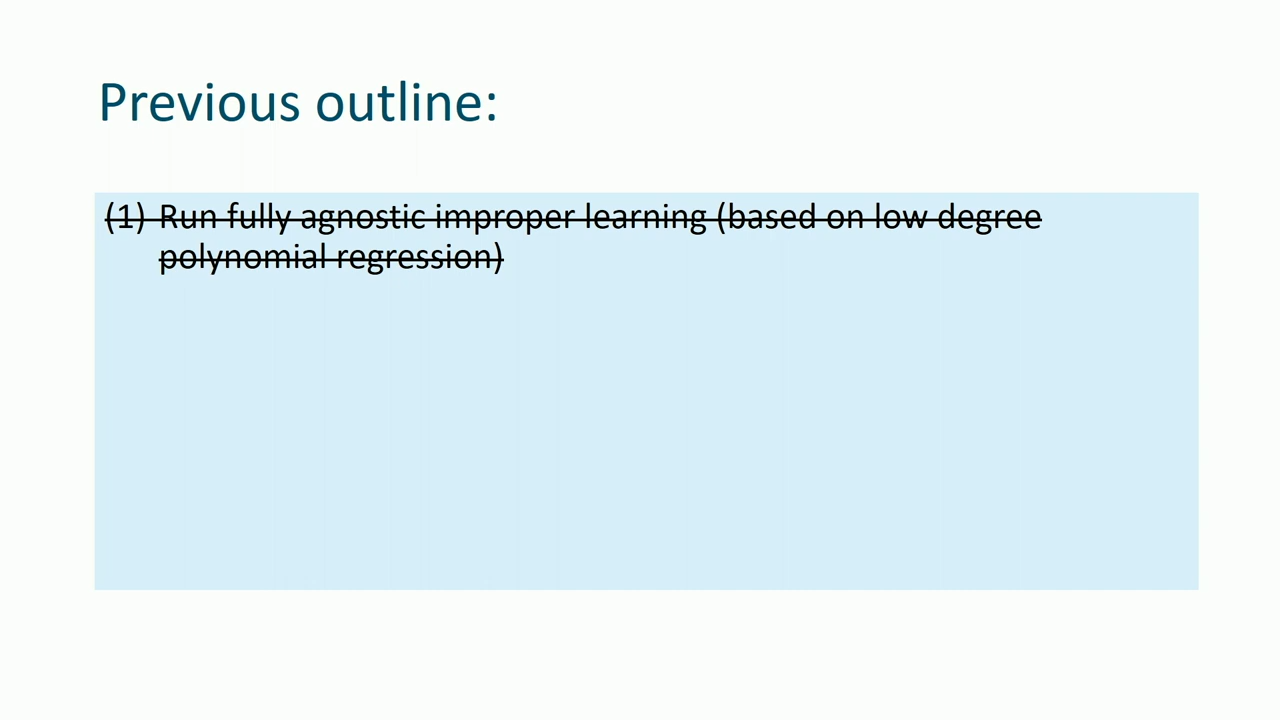 Previous outline:
(1) Run fully agnostic improper learning (based on low degree
polynomial regression)